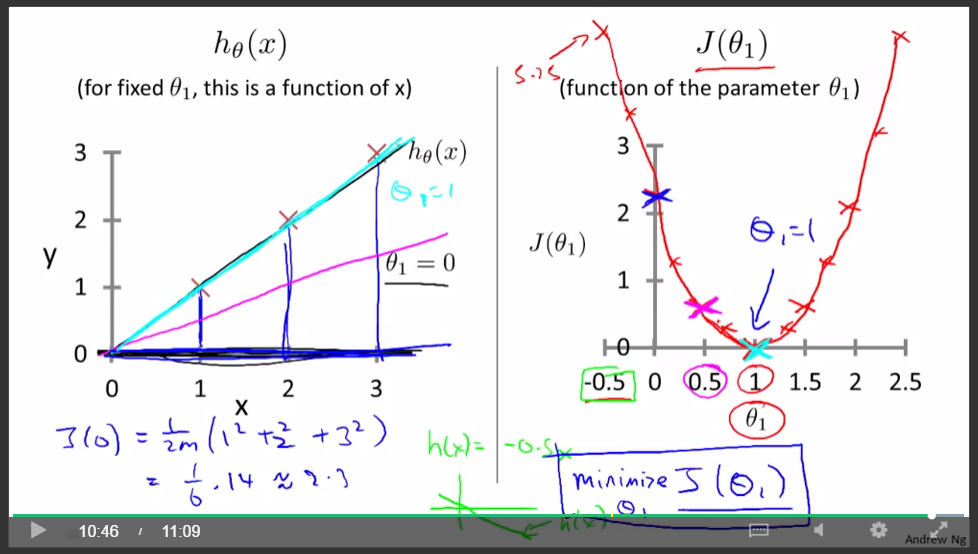 hθ(x)
(for fixed θ₁, this is a function of x)
3
2
1
0
y
0 1 2 3
x
hθ(x)
θ₁=1
θ₁ = 0
J(0) = 1/2m (1² + 2² + 3²)
= 1/6 · 14 ≈ 2.3
h(x) = -0.5x
h(x)
J(θ₁)
5.25
(function of the parameter θ₁)
3
2
1
0
J(θ₁)
θ₁=1
-0.5 0 0.5 1 1.5 2 2.5
θ₁
minimize J(θ₁)
θ₁
10:46 / 11:09
Andrew Ng